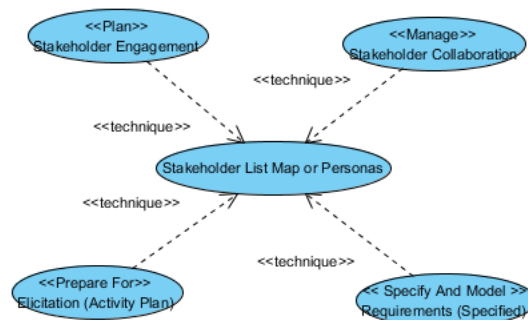 <<Plan>>
Stakeholder Engagement
<<Manage>>
Stakeholder Collaboration
<<technique>>
<<technique>>
Stakeholder List Map or Personas
<<technique>>
<<technique>>
<<Prepare For>>
Elicitation (Activity Plan)
<< Specify And Model >>
Requirements (Specified)